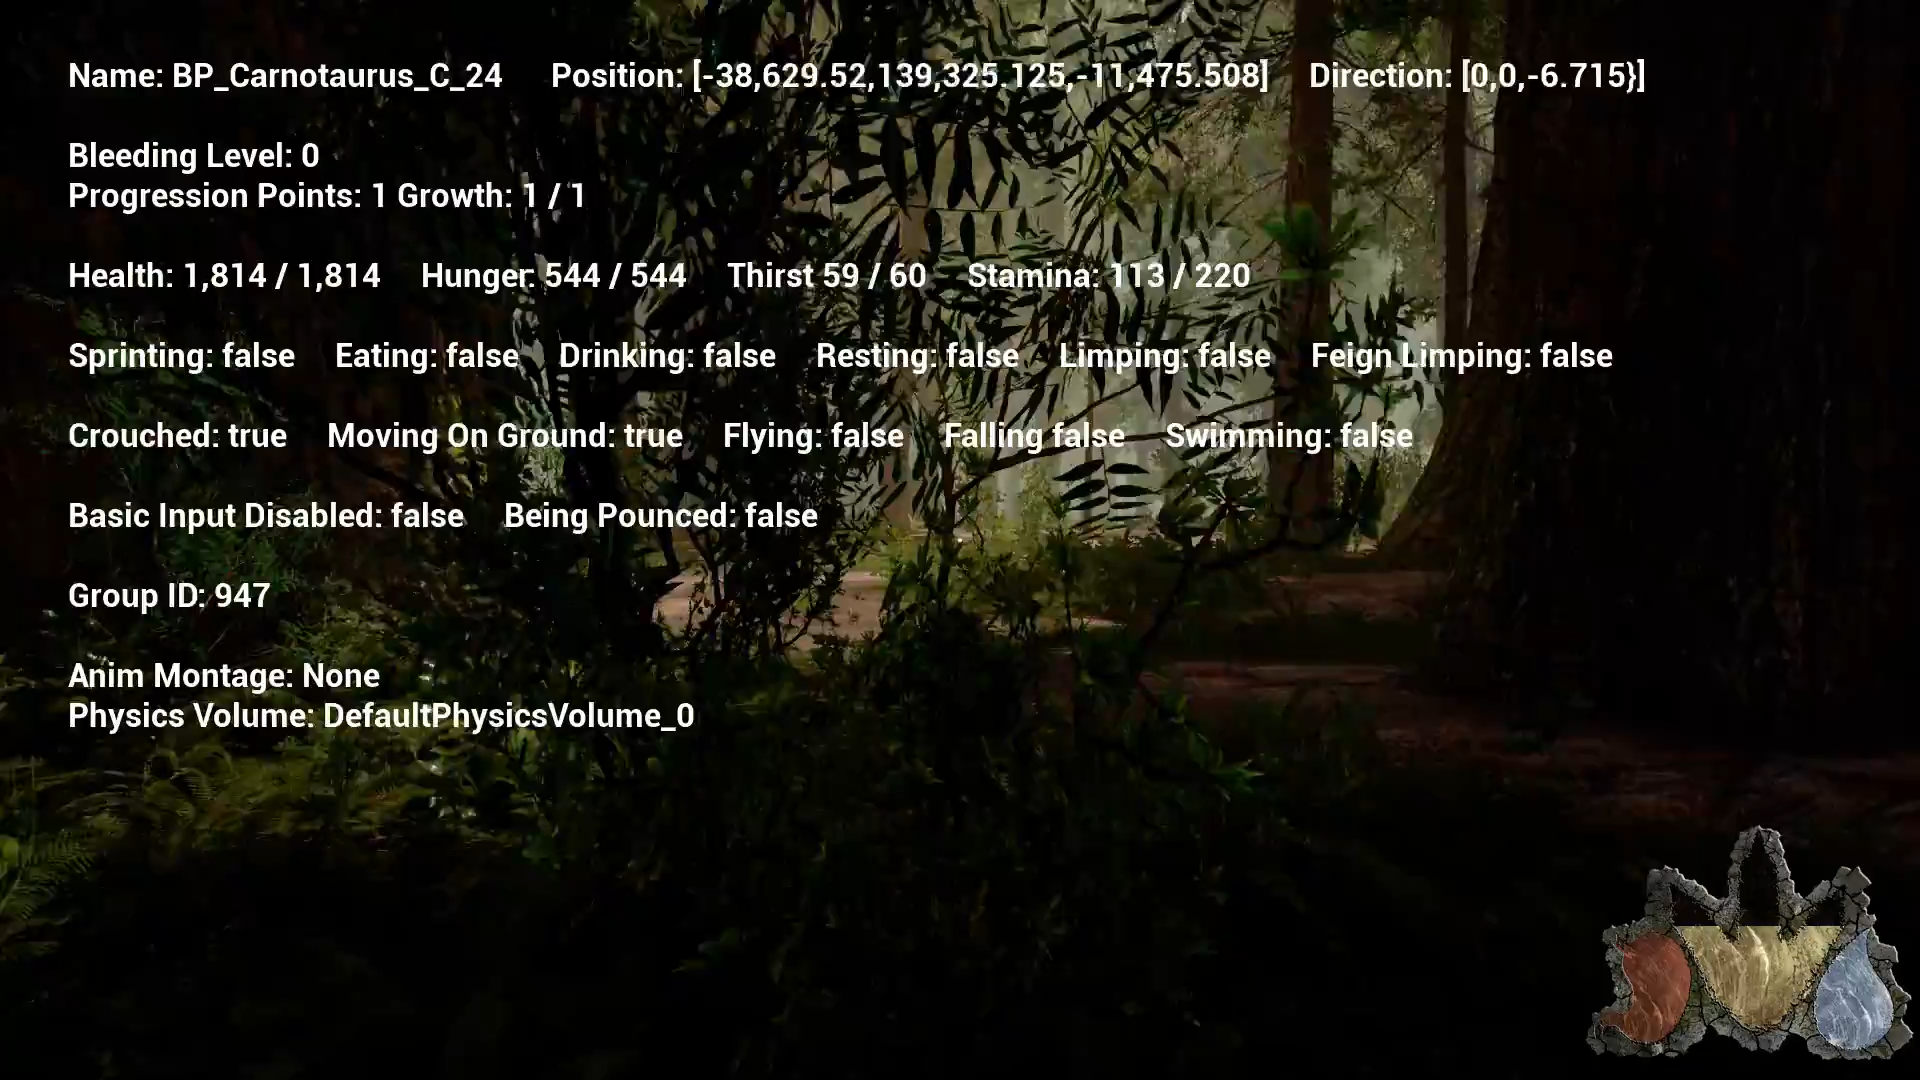 Name: BP_Carnotaurus_C_24 Position: [-38,629.52,139,325.125,-11,475.508] Direction: [0,0,-6.715}]
Bleeding Level: 0
Progression Points: 1 Growth: 1 / 1
Health: 1,814 / 1,814 Hunger: 544 / 544 Thirst 59 / 60 Stamina: 113 / 220
Sprinting: false Eating: false Drinking: false Resting: false Limping: false Feign Limping: false
Crouched: true Moving On Ground: true Flying: false Falling false Swimming: false
Basic Input Disabled: false Being Pounced: false
Group ID: 947
Anim Montage: None
Physics Volume: DefaultPhysicsVolume_0